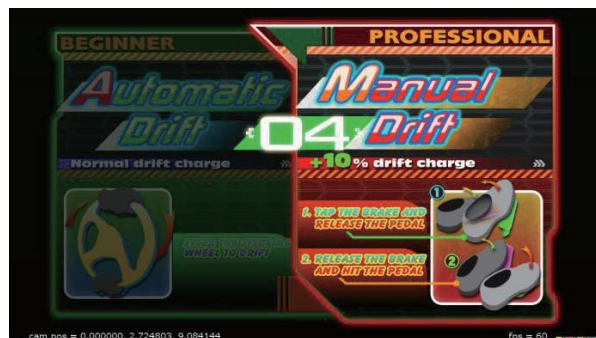 BEGINNER
Automatic
Drift
Normal drift charge
WHEEL TO DRIFT
04
PROFESSIONAL
Manual
Drift
+10% drift charge
1. TAP THE BRAKE AND
RELEASE THE PEDAL
2. RELEASE THE BRAKE
AND HIT THE PEDAL
1
2
cam pos = 0.000000, 2.724803, 9.084144
fps = 60